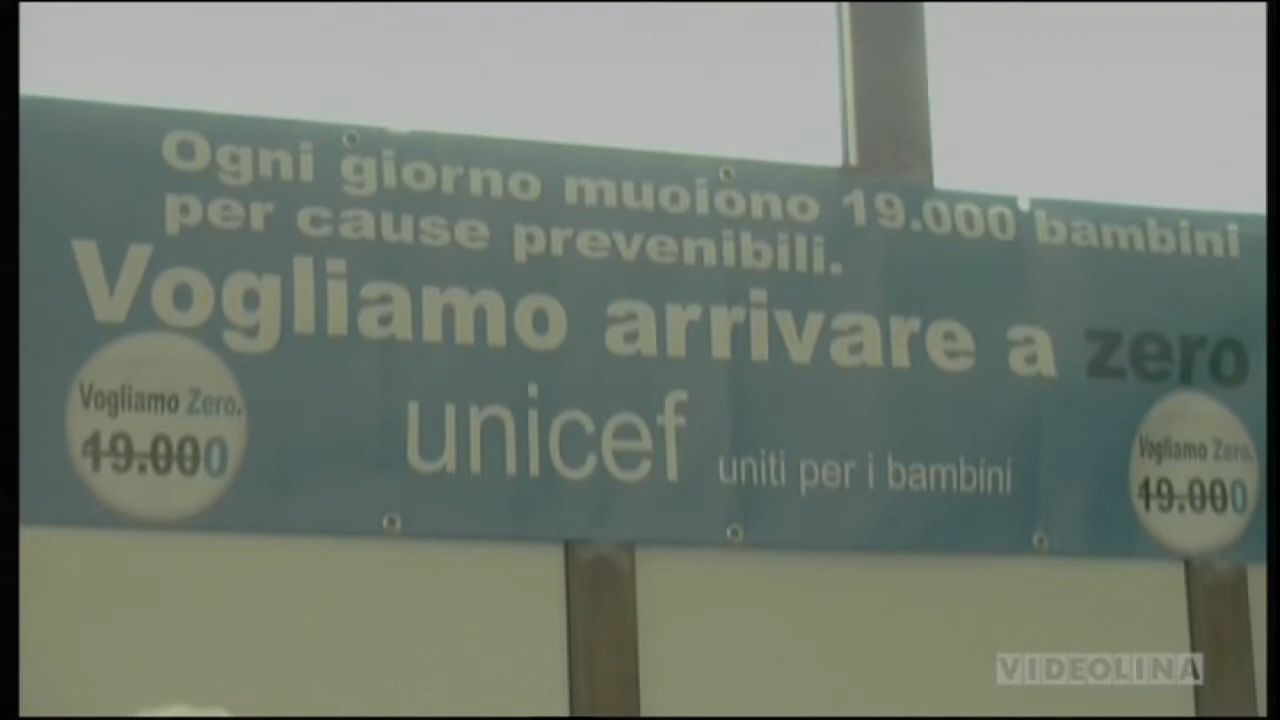 Ogni giorno muoiono 19.000 bambini
per cause prevenibili.
Vogliamo arrivare a zero
Vogliamo Zero.
19.000
unicef uniti per i bambini
Vogliamo Zero.
19.000
VIDEOLINA